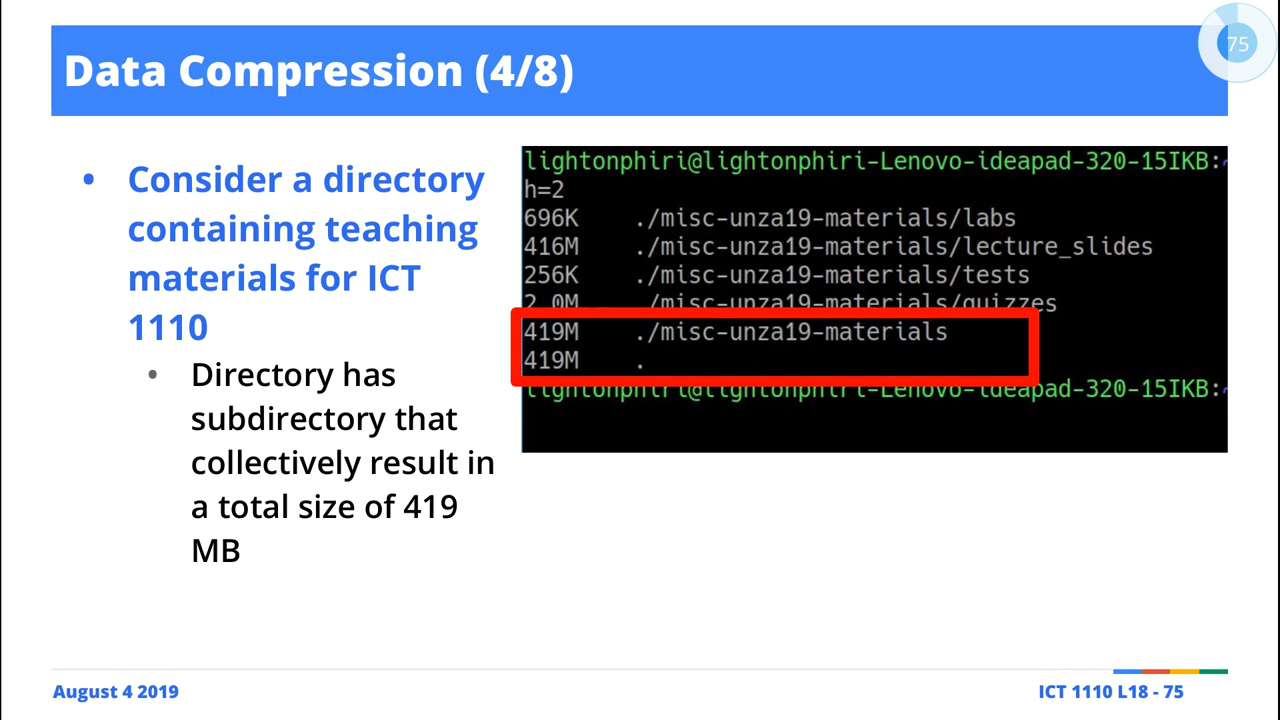 Data Compression (4/8)
75
• Consider a directory
containing teaching
materials for ICT
1110
• Directory has
subdirectory that
collectively result in
a total size of 419
MB
lightonphiri@lightonphiri-Lenovo-ideapad-320-15IKB:~
h=2
696K ./misc-unza19-materials/labs
416M ./misc-unza19-materials/lecture_slides
256K ./misc-unza19-materials/tests
2.0M ./misc-unza19-materials/quizzes
419M ./misc-unza19-materials
419M .
lightonphiri@lightonphiri-Lenovo-ideapad-320-15IKB:~
August 4 2019
ICT 1110 L18 - 75